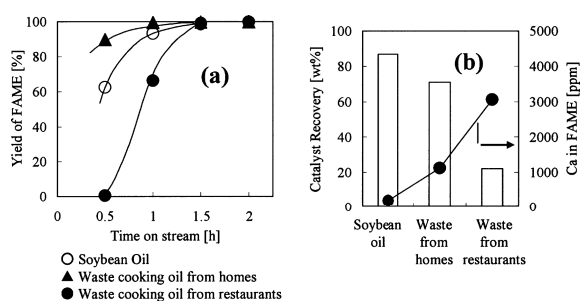 Yield of FAME [%]
100
80
60
40
20
0
(a)
0
0.5
1
1.5
2
Time on stream [h]
Soybean Oil
Waste cooking oil from homes
Waste cooking oil from restaurants
Catalyst Recovery [wt%]
100
80
60
40
20
0
(b)
5000
4000
3000
2000
1000
0
Ca in FAME [ppm]
Soybean
oil
Waste
from
homes
Waste
from
restaurants